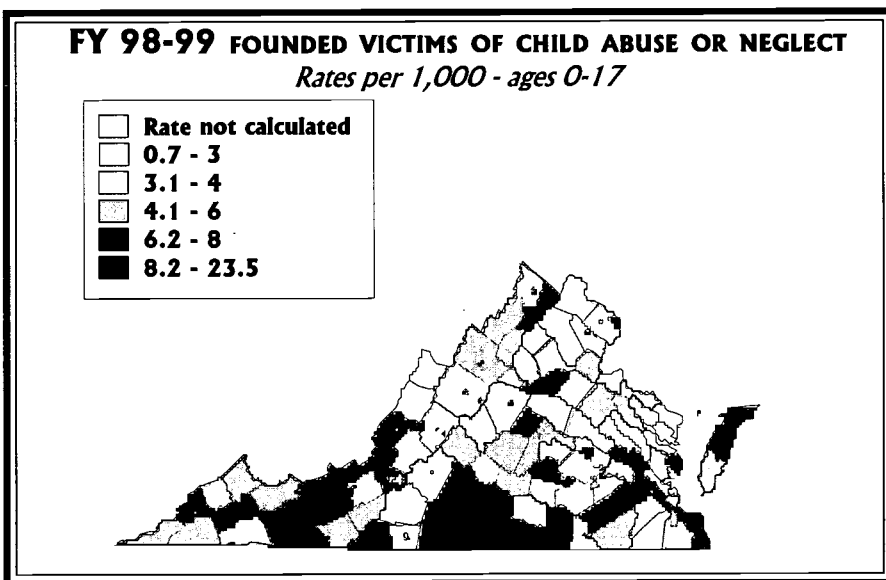 FY 98-99 FOUNDED VICTIMS OF CHILD ABUSE OR NEGLECT
Rates per 1,000 - ages 0-17
Rate not calculated
0.7 - 3
3.1 - 4
4.1 - 6
6.2 - 8
8.2 - 23.5